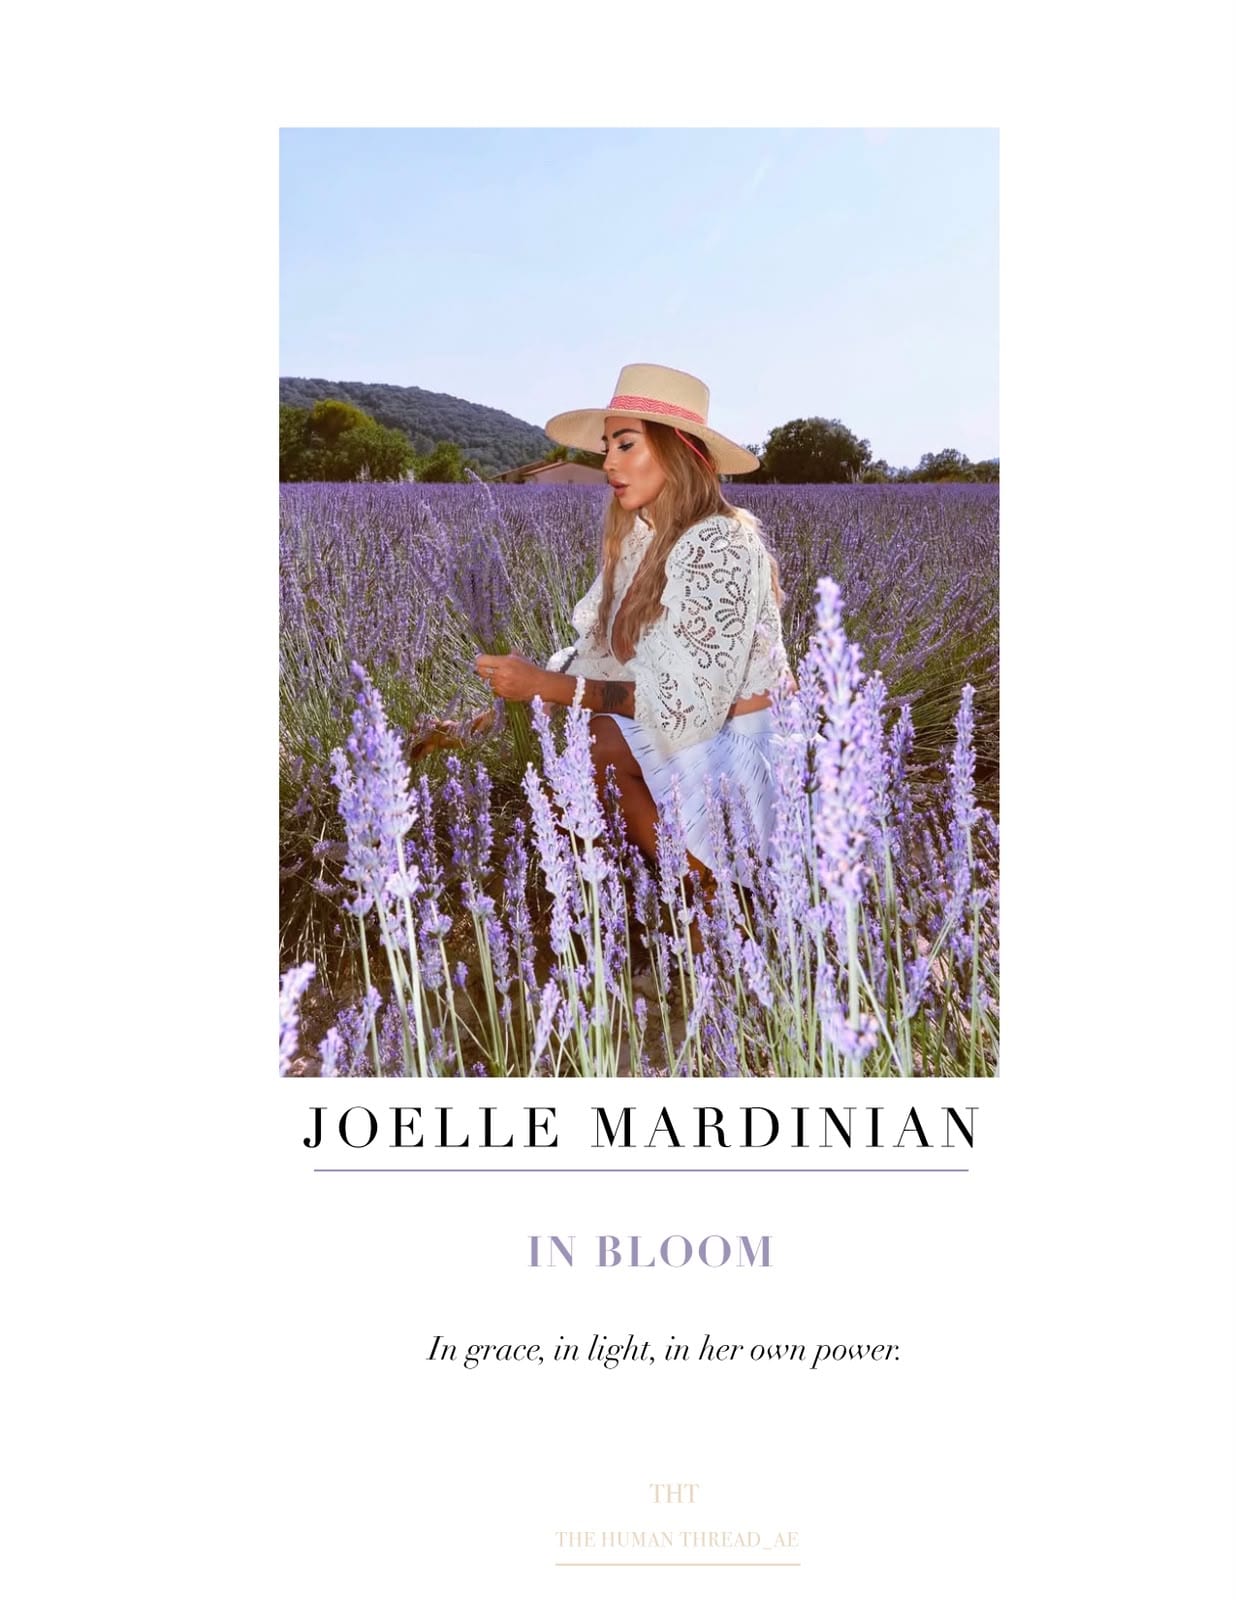 JOELLE MARDINIAN
IN BLOOM
In grace, in light, in her own power.
THT
THE HUMAN THREAD_AE